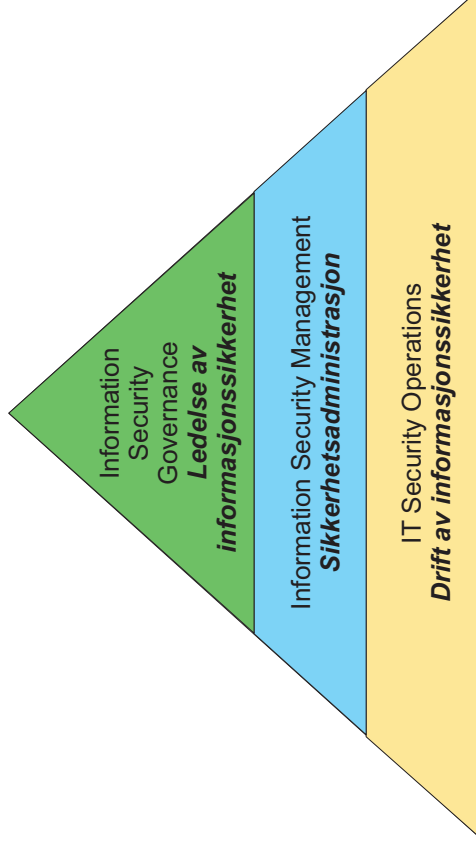 Information
Security
Governance
Ledelse av
informasjonssikkerhet
Information Security Management
Sikkerhetsadministrasjon
IT Security Operations
Drift av informasjonssikkerhet